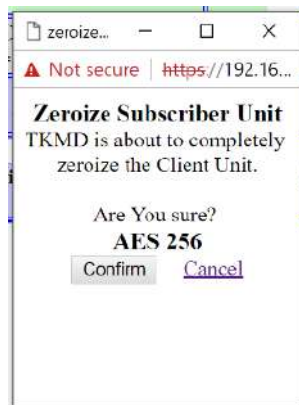 zeroize...
Not secure | https://192.16...
Zeroize Subscriber Unit
TKMD is about to completely
zeroize the Client Unit.
Are You sure?
AES 256
Confirm Cancel